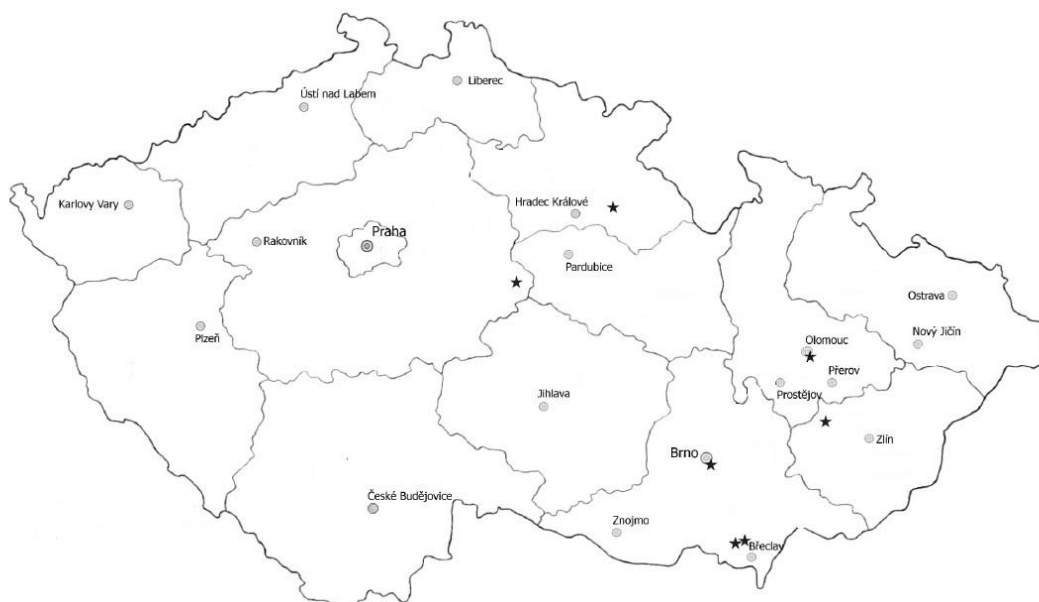 Liberec
Ústí nad Labem
Karlovy Vary
Hradec Králové
Praha
Rakovník
Pardubice
Ostrava
Plzeň
Nový Jičín
Olomouc
Přerov
Prostějov
Jihlava
Zlín
Brno
České Budějovice
Znojmo
Břeclav